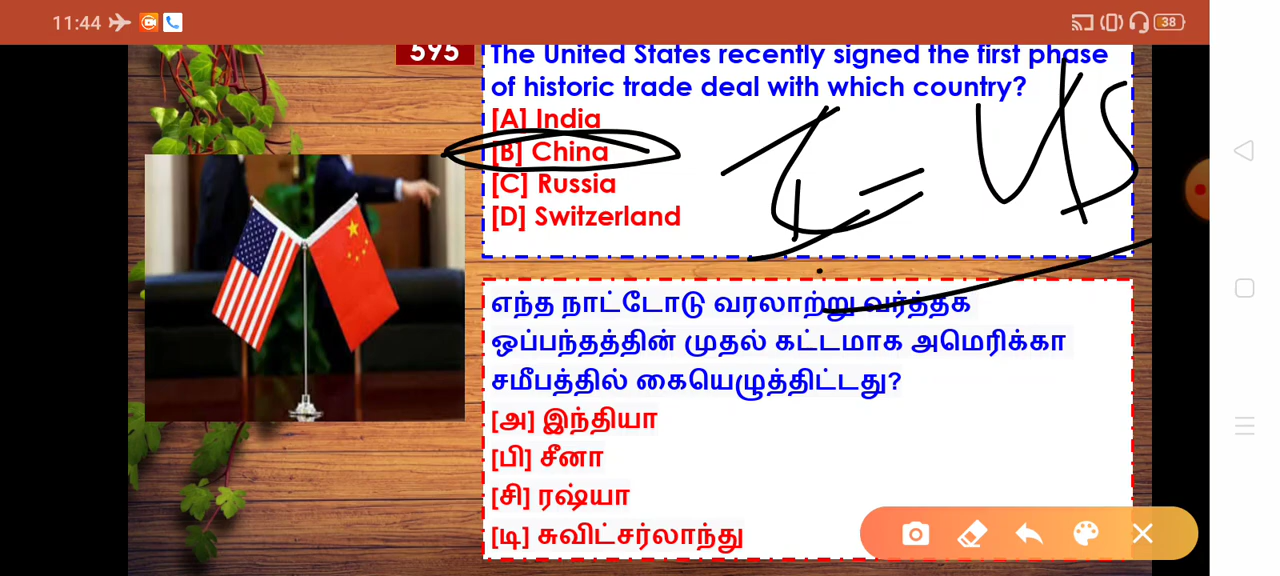 11:44
38
595
The United States recently signed the first phase
of historic trade deal with which country?
[A] India
[B] China
[C] Russia
[D] Switzerland
US
எந்த நாட்டோடு வரலாற்று வர்த்தக
ஒப்பந்தத்தின் முதல் கட்டமாக அமெரிக்கா
சமீபத்தில் கையெழுத்திட்டது?
[அ] இந்தியா
[பி] சீனா
[சி] ரஷ்யா
[டி] சுவிட்சர்லாந்து